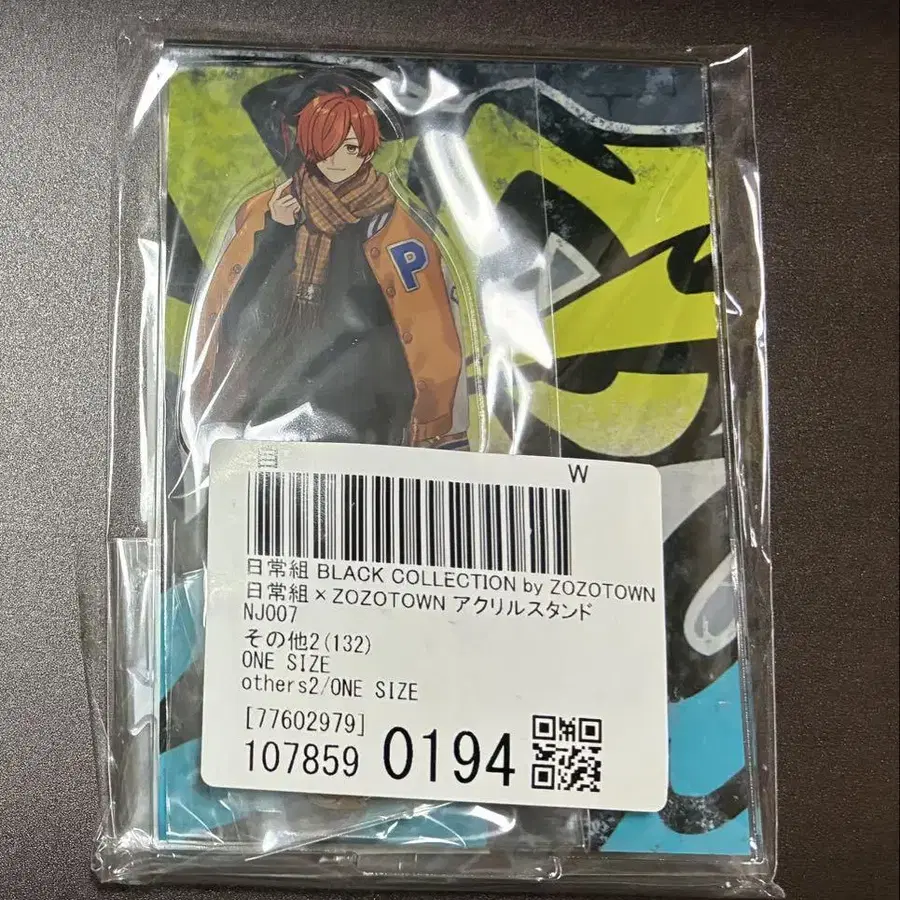 P
W
日常組 BLACK COLLECTION by ZOZOTOWN
日常組×ZOZOTOWN アクリルスタンド
NJ007
その他2(132)
ONE SIZE
others2/ONE SIZE
[77602979]
107859 0194